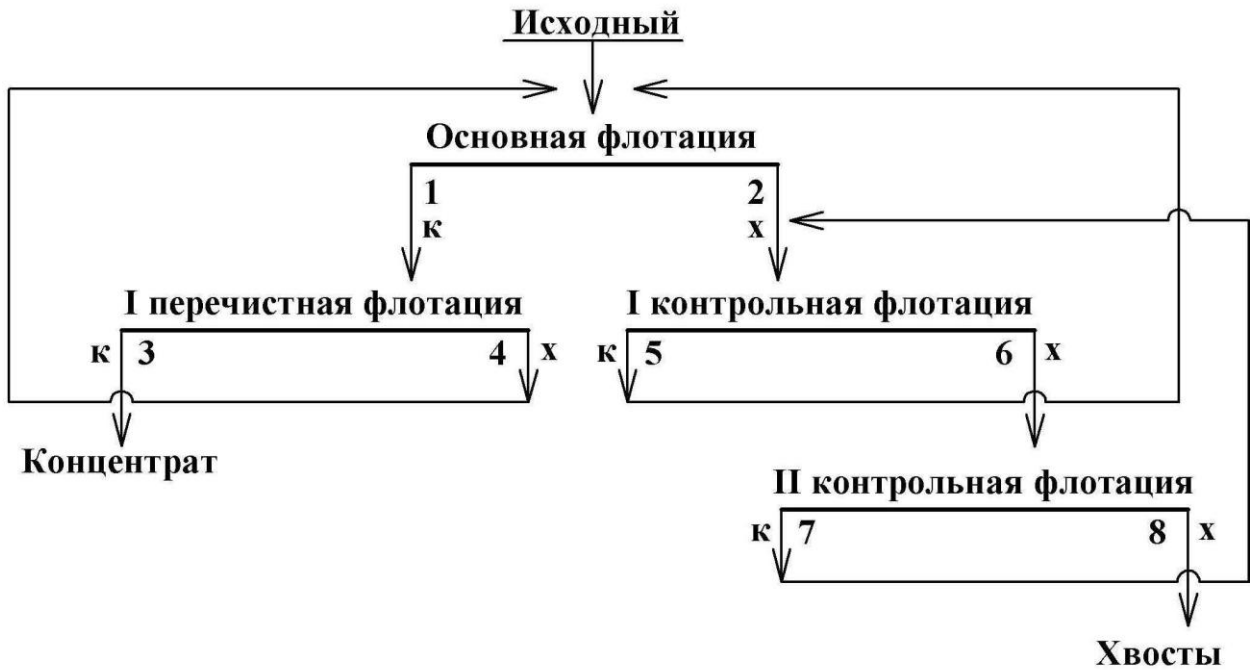 Исходный
Основная флотация
1 2
к х
I перечистная флотация I контрольная флотация
к 3 4 х к 5 6 х
Концентрат
II контрольная флотация
к 7 8 х
Хвосты